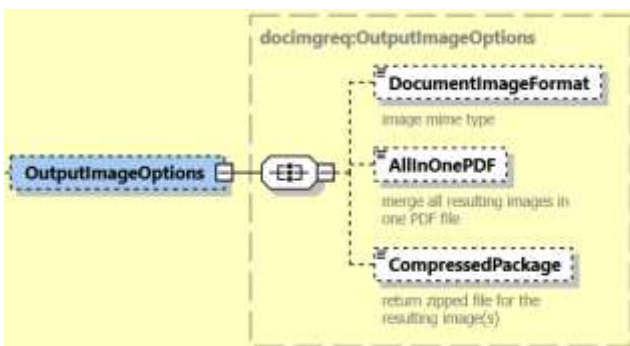 docimgreq:OutputImageOptions
DocumentImageFormat
image mime type
OutputImageOptions
AllInOnePDF
merge all resulting images in
one PDF file
CompressedPackage
return zipped file for the
resulting image(s)